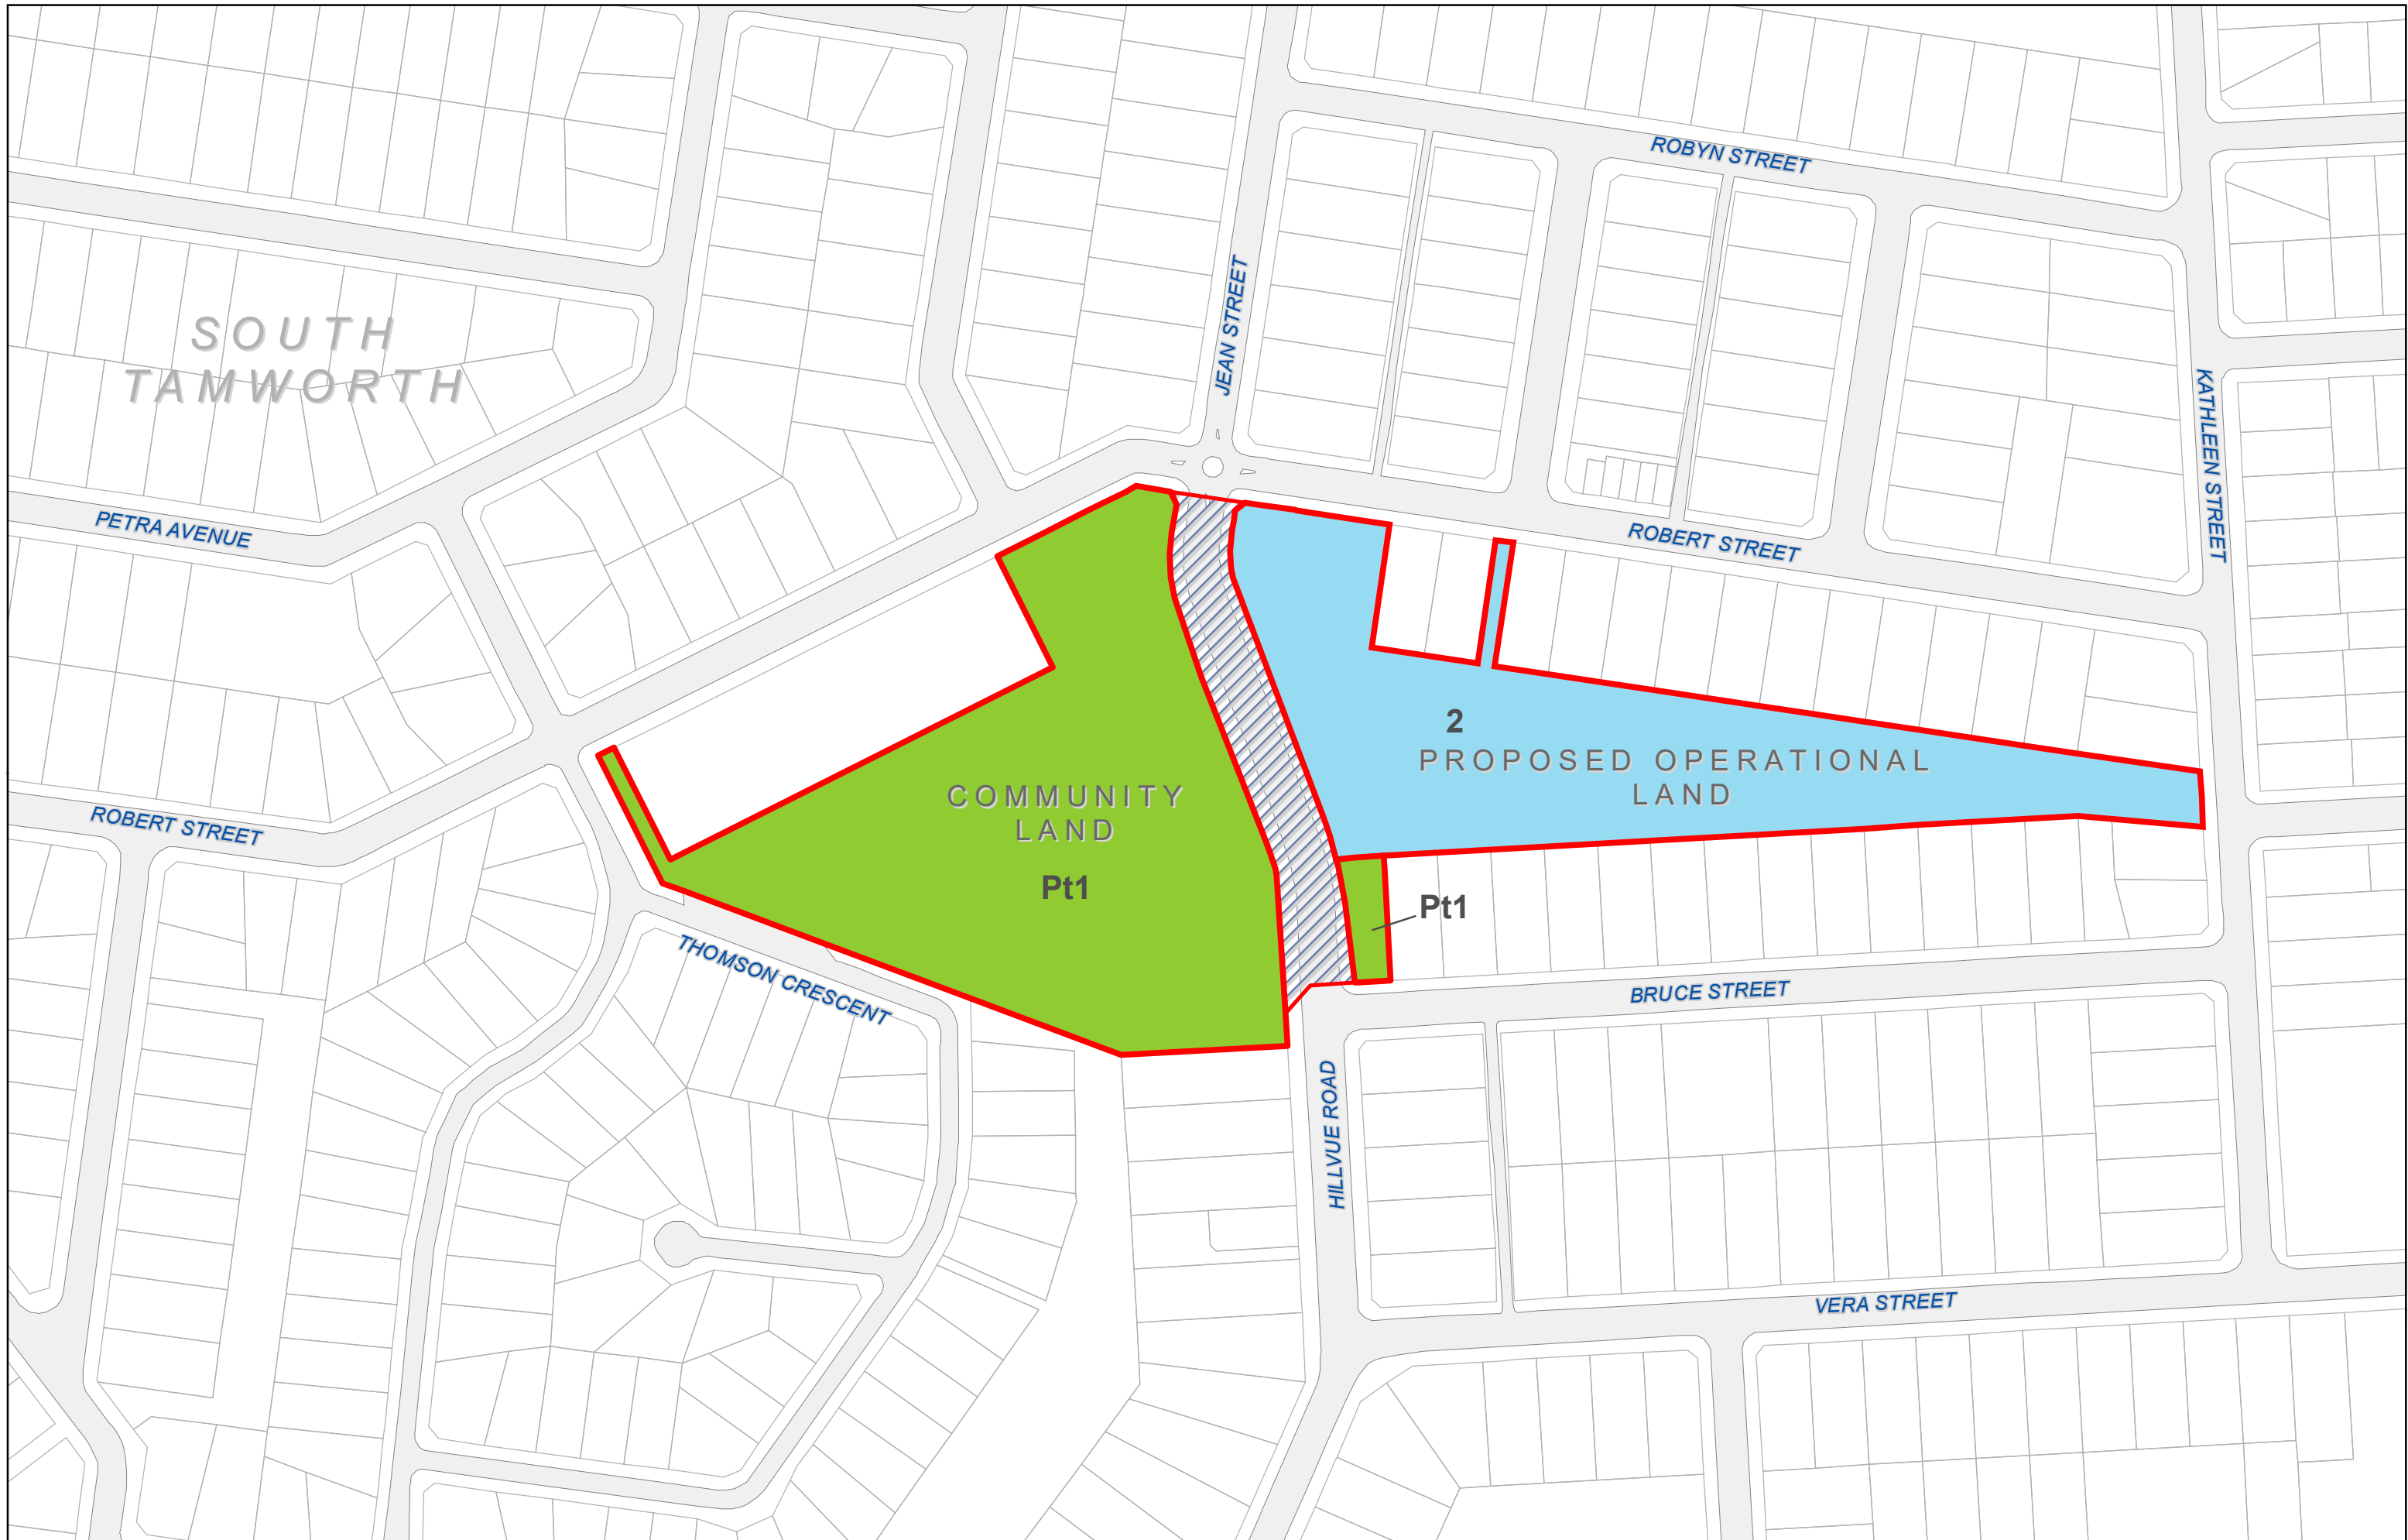 ROBYN STREET
SOUTH
TAMWORTH
JEAN STREET
KATHLEEN STREET
PETRA AVENUE
ROBERT STREET
2
PROPOSED OPERATIONAL
LAND
COMMUNITY
LAND
ROBERT STREET
Pt1
Pt1
THOMSON CRESCENT
BRUCE STREET
HILLVUE ROAD
VERA STREET